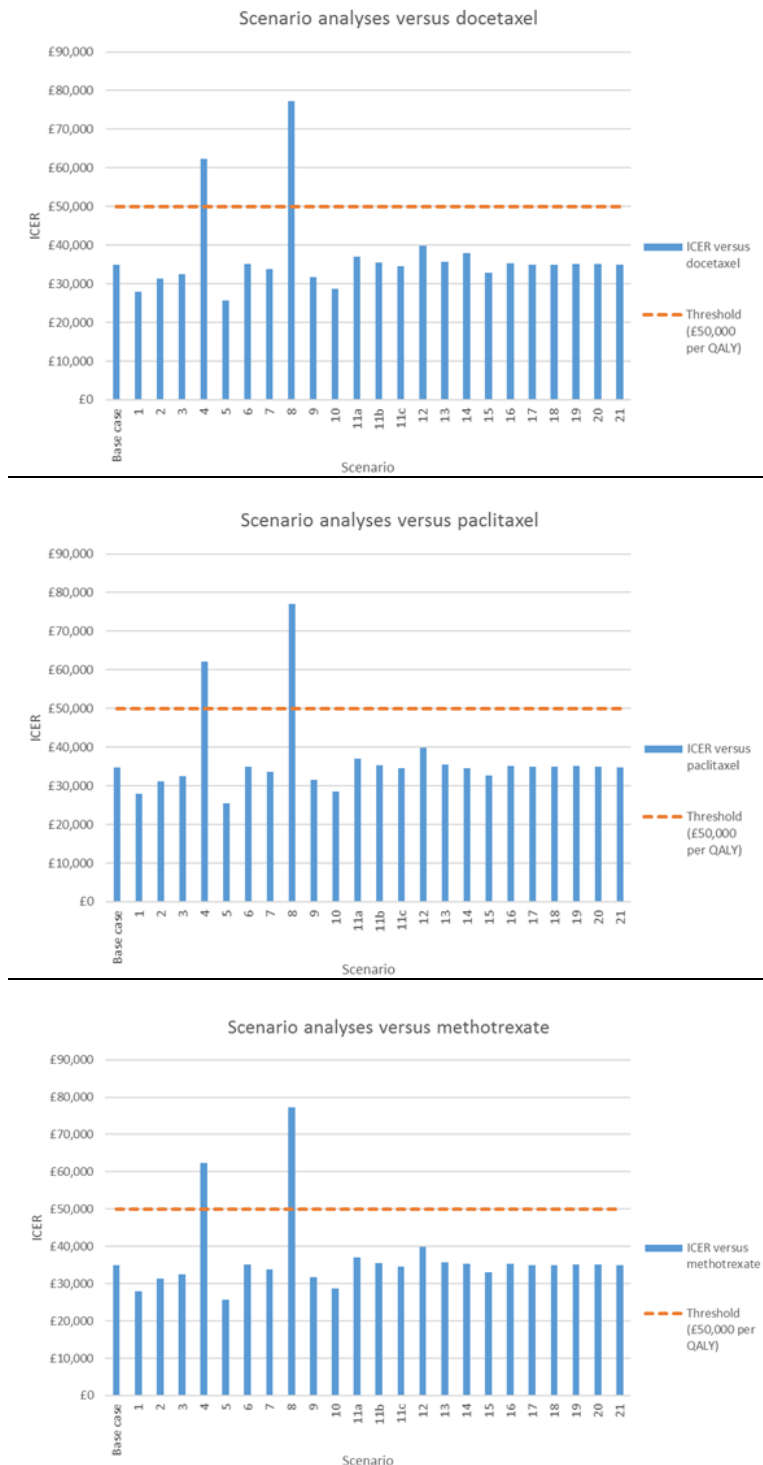 Scenario analyses versus docetaxel
£90,000
£80,000
£70,000
£60,000
£50,000
£40,000
£30,000
£20,000
£10,000
£0
ICER
Base case
1
2
3
4
5
6
7
8
9
10
11a
11b
11c
12
13
14
15
16
17
18
19
20
21
Scenario
ICER versus
docetaxel
Threshold
(£50,000
per QALY)
Scenario analyses versus paclitaxel
£90,000
£80,000
£70,000
£60,000
£50,000
£40,000
£30,000
£20,000
£10,000
£0
ICER
Base case
1
2
3
4
5
6
7
8
9
10
11a
11b
11c
12
13
14
15
16
17
18
19
20
21
Scenario
ICER versus
paclitaxel
Threshold
(£50,000
per QALY)
Scenario analyses versus methotrexate
£90,000
£80,000
£70,000
£60,000
£50,000
£40,000
£30,000
£20,000
£10,000
£0
ICER
Base case
1
2
3
4
5
6
7
8
9
10
11a
11b
11c
12
13
14
15
16
17
18
19
20
21
Scenario
ICER versus
methotrexate
Threshold
(£50,000 per
QALY)